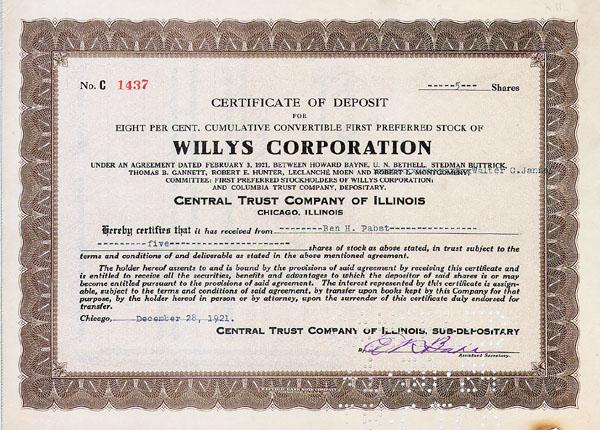 No. C 1437
-----5--- Shares
CERTIFICATE OF DEPOSIT
FOR
EIGHT PER CENT. CUMULATIVE CONVERTIBLE FIRST PREFERRED STOCK OF
WILLYS CORPORATION
UNDER AN AGREEMENT DATED FEBRUARY 3, 1921, BETWEEN HOWARD BAYNE, U. N. BETHELL, STEDMAN BUTTRICK,
THOMAS B. GANNETT, ROBERT E. HUNTER, LECLANCHÉ MOEN AND ROBERT L. MONTGOMERY, Walter C. Jann
COMMITTEE; FIRST PREFERRED STOCKHOLDERS OF WILLYS CORPORATION;
AND COLUMBIA TRUST COMPANY, DEPOSITARY.
CENTRAL TRUST COMPANY OF ILLINOIS
CHICAGO, ILLINOIS
Hereby certifies that it has received from --------Ben H. Pabst----------------
---------five--------------------- shares of stock as above stated, in trust subject to the
terms and conditions of and deliverable as stated in the above mentioned agreement.
The holder hereof assents to and is bound by the provisions of said agreement by receiving this certificate and
is entitled to receive all the securities, benefits and advantages to which the depositor of said shares is or may
become entitled pursuant to the provisions of said agreement. The interest represented by this certificate is assign-
able, subject to the terms and conditions of said agreement, by transfer upon books kept by this Company for that
purpose, by the holder hereof in person or by attorney, upon the surrender of this certificate duly endorsed for
transfer.
Chicago, December 28, 1921.
CENTRAL TRUST COMPANY OF ILLINOIS, SUB-DEPOSITARY
By
Assistant Secretary.